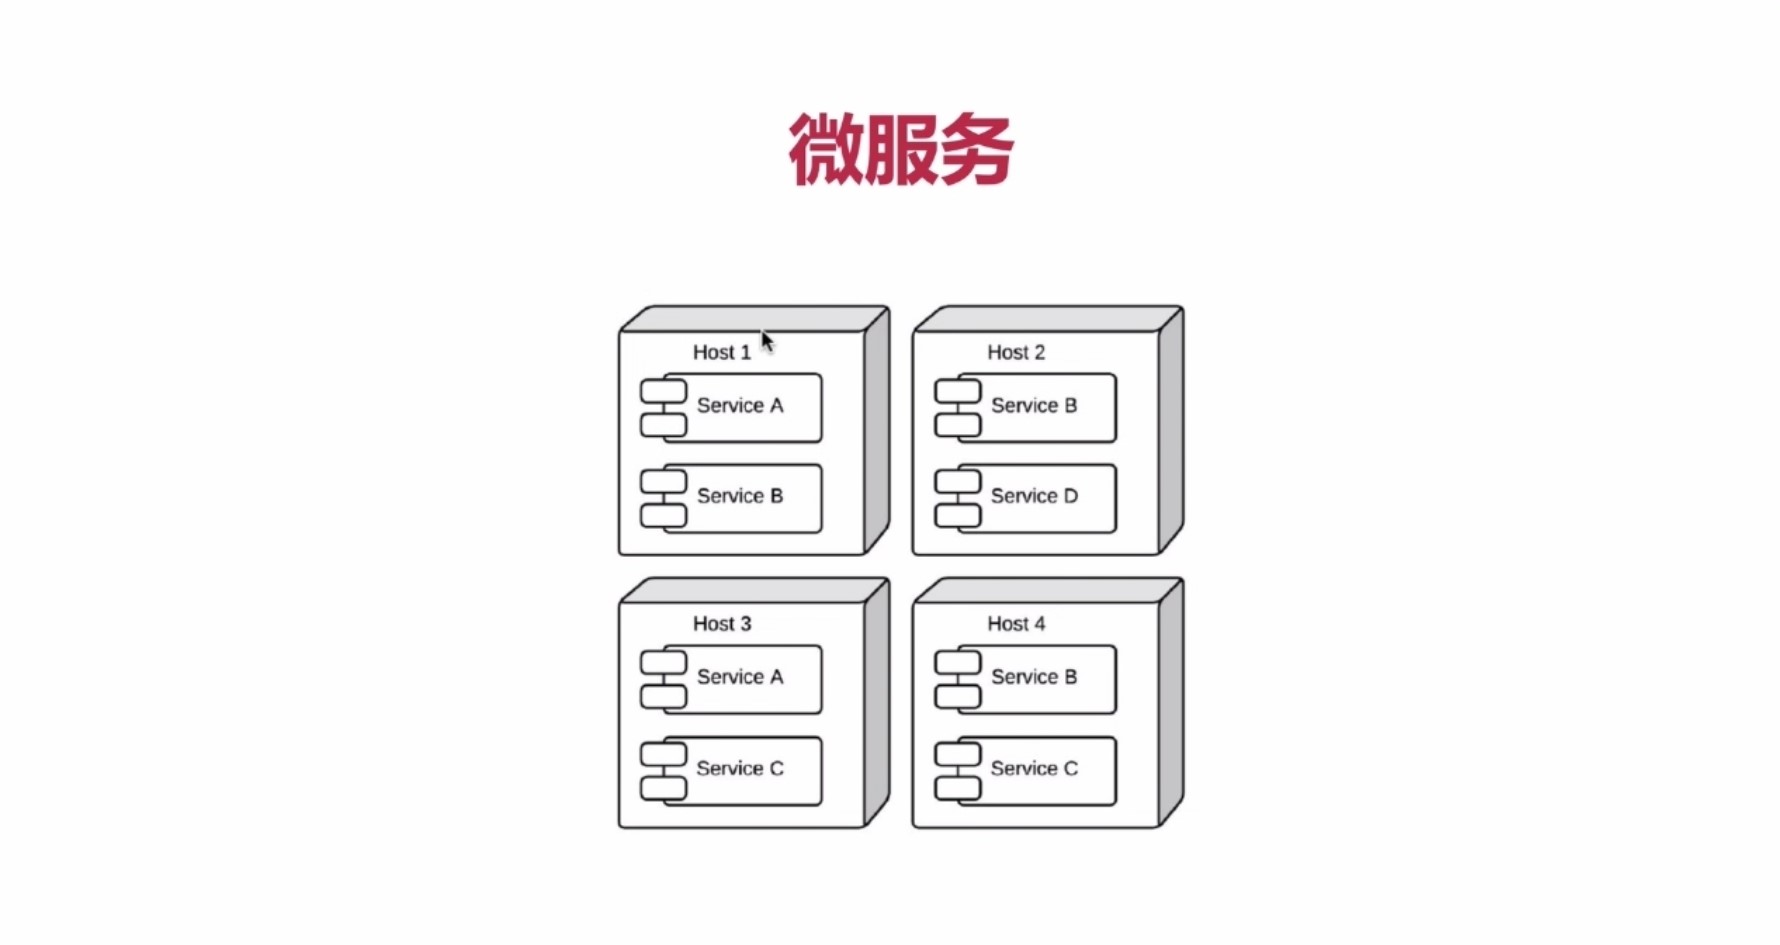 微服务
Host 1
Service A
Service B
Host 2
Service B
Service D
Host 3
Service A
Service C
Host 4
Service B
Service C